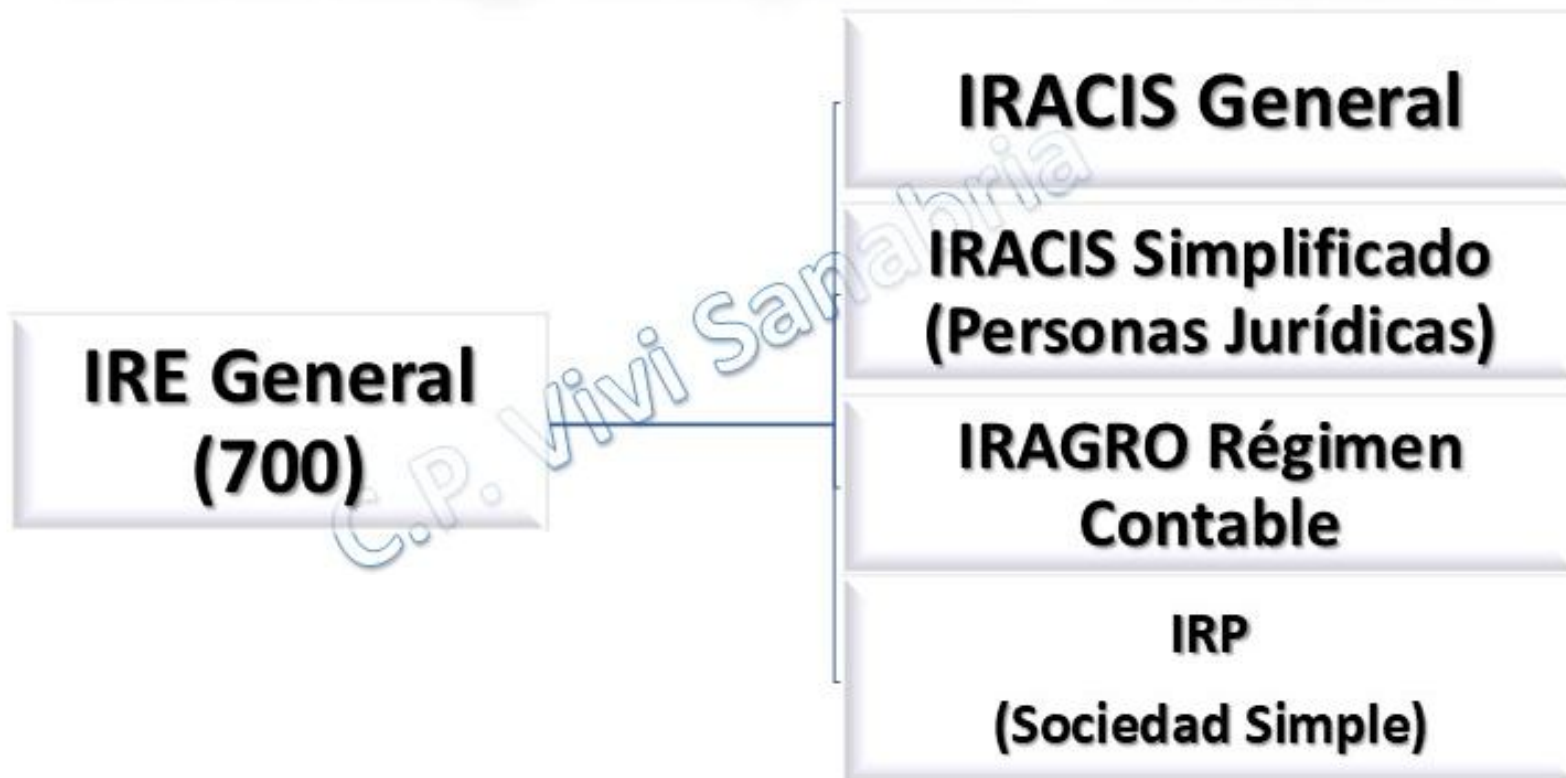 IRE General
(700)
IRACIS General
IRACIS Simplificado
(Personas Jurídicas)
IRAGRO Régimen
Contable
IRP
(Sociedad Simple)
C.P. Vivi Sanabria